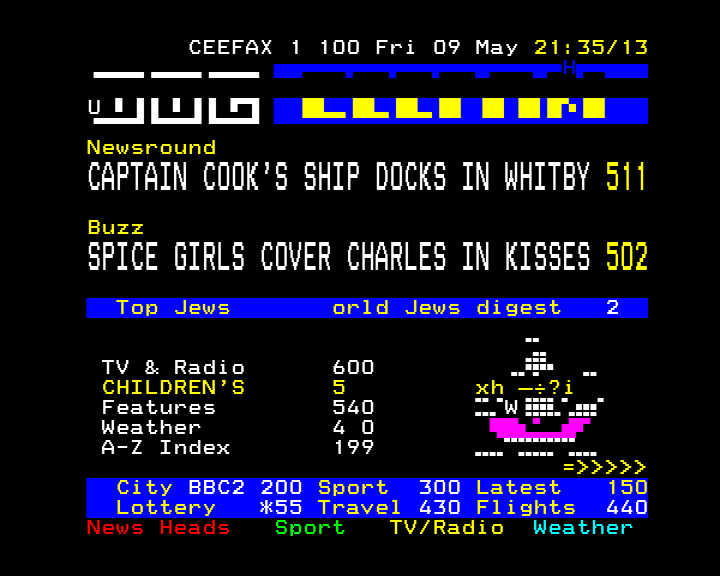 CEEFAX 1 100 Fri 09 May 21:35/13
H
U
Newsround
CAPTAIN COOK'S SHIP DOCKS IN WHITBY 511
Buzz
SPICE GIRLS COVER CHARLES IN KISSES 502
Top Jews orld Jews digest 2
TV & Radio 600
CHILDREN'S 5 xh —÷?i
Features 540 W
Weather 4 0
A-Z Index 199
=>>>>>
City BBC2 200 Sport 300 Latest 150
Lottery *55 Travel 430 Flights 440
News Heads Sport TV/Radio Weather